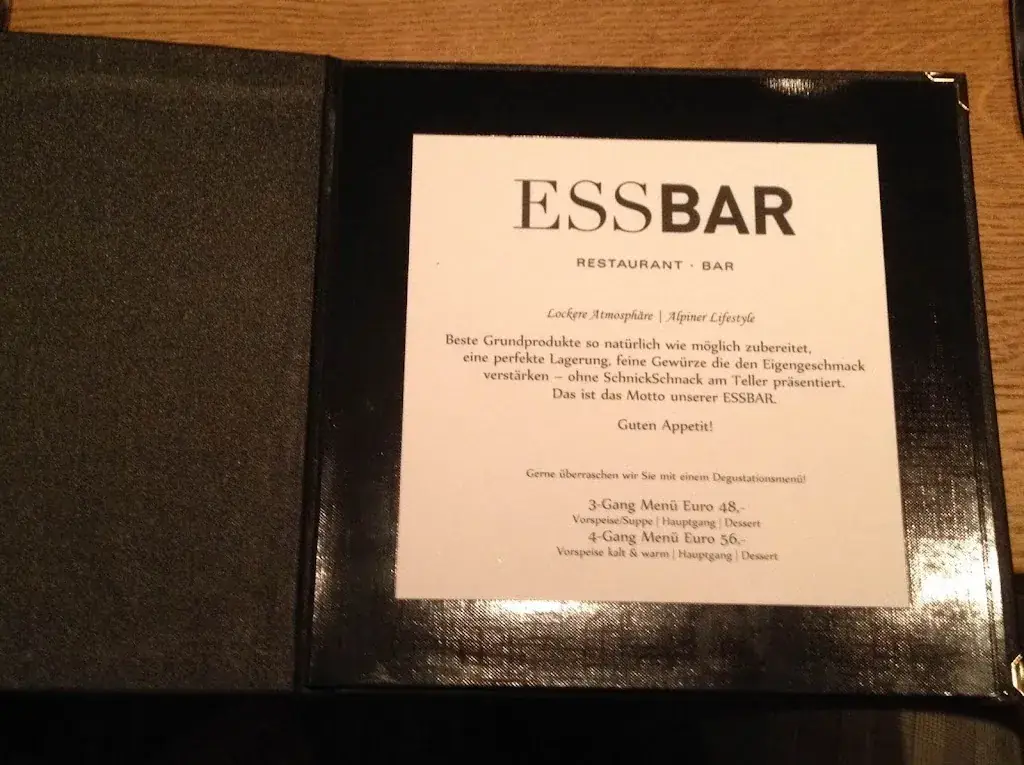 ESSBAR
RESTAURANT · BAR
Lockere Atmosphäre | Alpiner Lifestyle
Beste Grundprodukte so natürlich wie möglich zubereitet,
eine perfekte Lagerung, feine Gewürze die den Eigengeschmack
verstärken – ohne SchnickSchnack am Teller präsentiert.
Das ist das Motto unserer ESSBAR.
Guten Appetit!
Gerne überraschen wir Sie mit einem Degustationsmenü!
3-Gang Menü Euro 48,-
Vorspeise/Suppe | Hauptgang | Dessert
4-Gang Menü Euro 56,-
Vorspeise kalt & warm | Hauptgang | Dessert